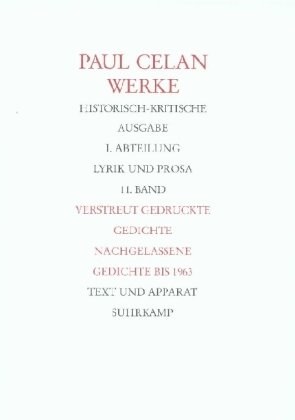 PAUL CELAN
WERKE
HISTORISCH-KRITISCHE
AUSGABE
I. ABTEILUNG
LYRIK UND PROSA
11. BAND
VERSTREUT GEDRUCKTE
GEDICHTE
NACHGELASSENE
GEDICHTE BIS 1963
TEXT UND APPARAT
SUHRKAMP